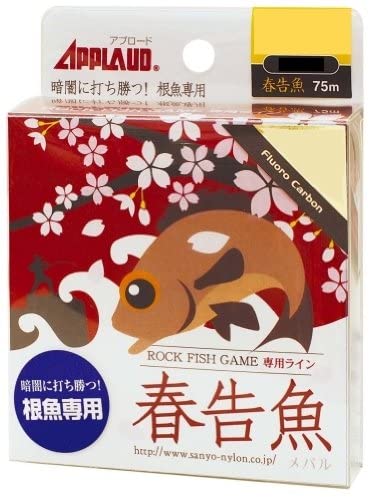 アプロード
APPLAUD®
暗闇に打ち勝つ! 根魚専用
春告魚 75m
Fluoro Carbon
ROCK FISH GAME 専用ライン
暗闇に打ち勝つ!
根魚専用
春告魚
http://www.sanyo-nylon.co.jp/
メバル